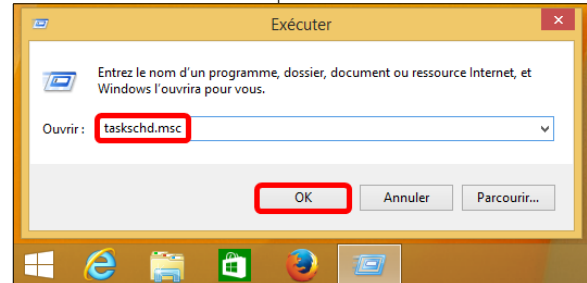 Exécuter
Entrez le nom d'un programme, dossier, document ou ressource Internet, et
Windows l'ouvrira pour vous.
Ouvrir : taskschd.msc
OK Annuler Parcourir...